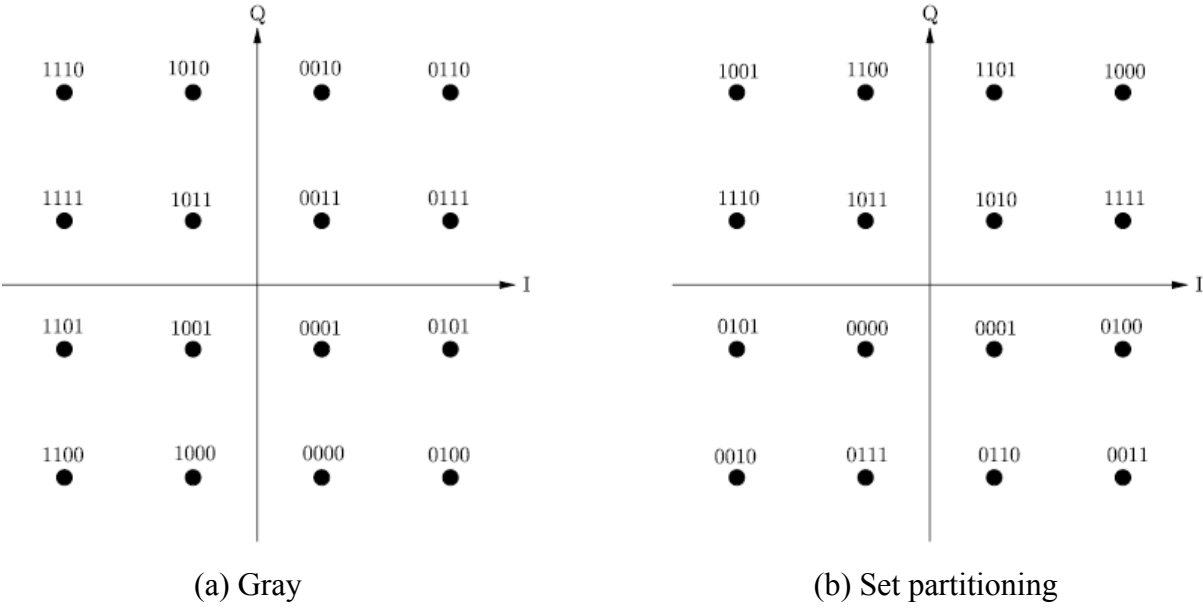 Q
1110 1010 0010 0110
1111 1011 0011 0111
I
1101 1001 0001 0101
1100 1000 0000 0100
(a) Gray
Q
1001 1100 1101 1000
1110 1011 1010 1111
I
0101 0000 0001 0100
0010 0111 0110 0011
(b) Set partitioning